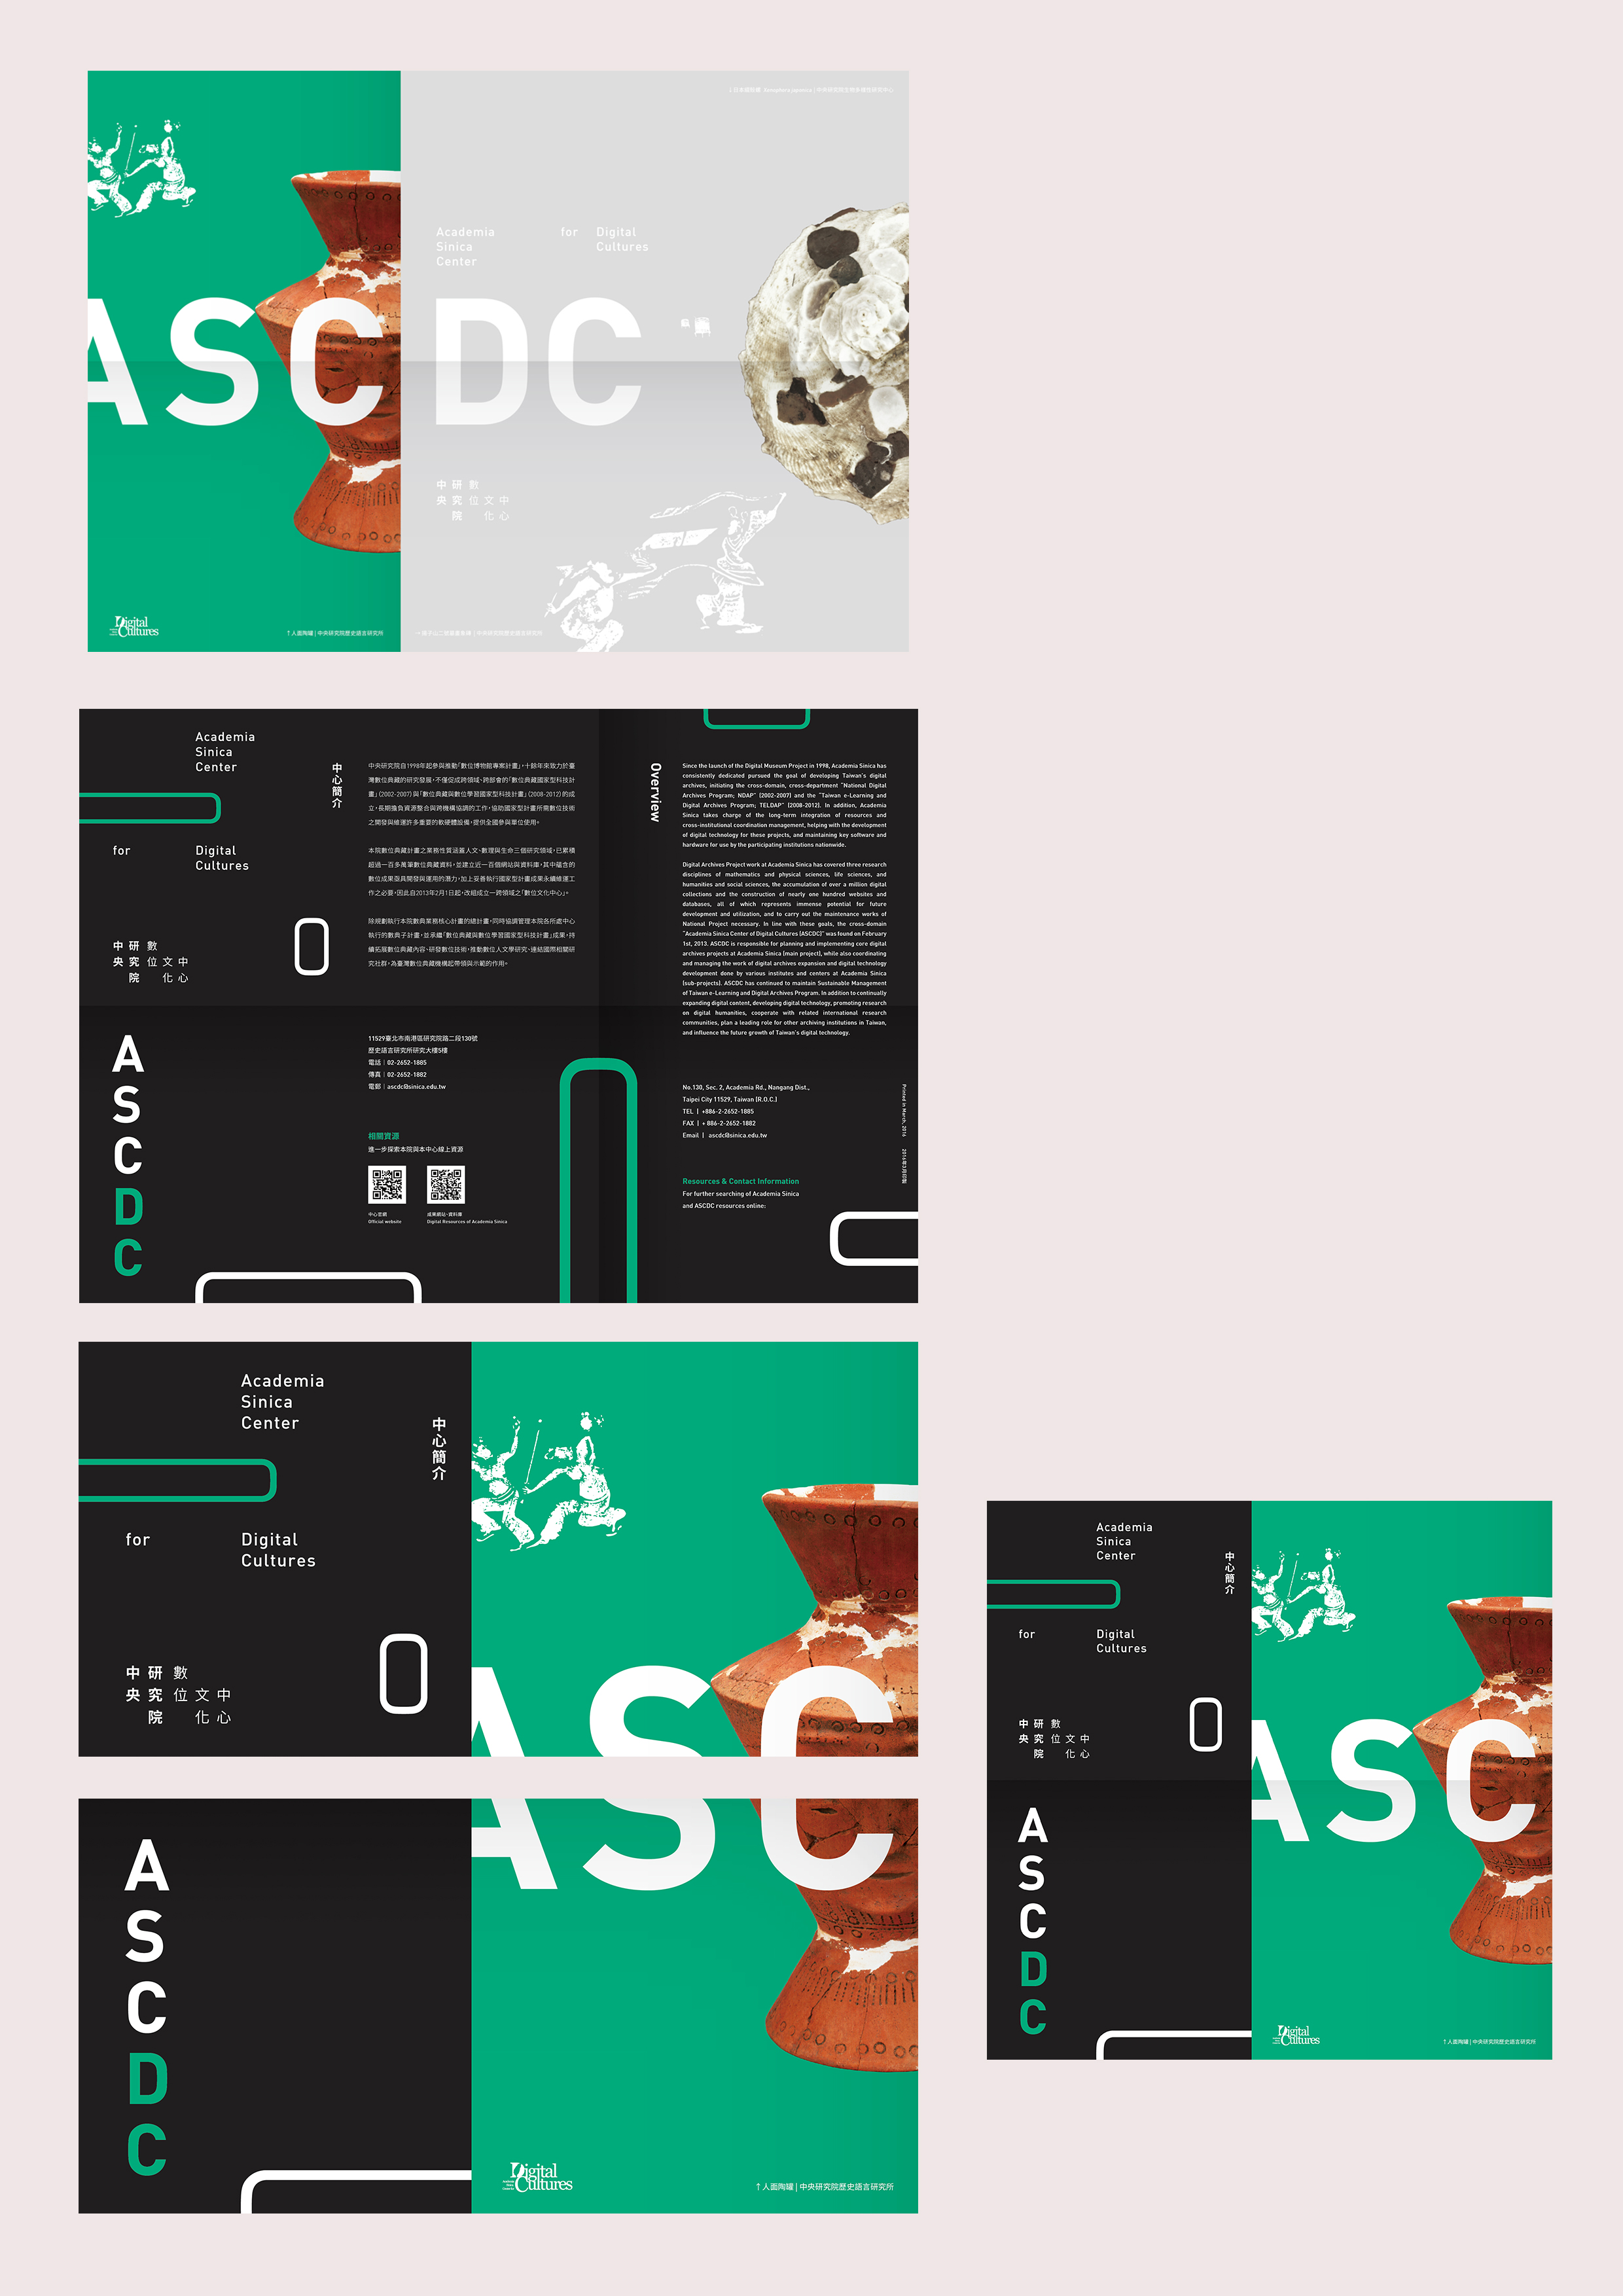 Academia
Sinica
Center
for
Digital
Cultures
ASC
DC
中 研 數
央 究 位 文 中
院 化 心
Digital
Cultures
↑人面陶罐 | 中央研究院歷史語言研究所
Academia
Sinica
Center
for
Digital
Cultures
中 研 數
央 究 位 文 中
院 化 心
A
S
C
D
C
中心簡介
中央研究院自1998年起參與推動「數位博物館專案計畫」，十餘年來致力於臺
灣數位典藏的研究發展，不僅促成跨領域、跨部會的「數位典藏國家型科技計
畫」(2002-2007)與「數位典藏與數位學習國家型科技計畫」(2008-2012)的成
立，長期擔負資源整合與跨機構協調的工作，協助國家型計畫所需數位技術
之開發與維運許多重要的軟硬體設備，提供全國參與單位使用。
本院數位典藏計畫之業務性質涵蓋人文、數理與生命三個研究領域，已累積
超過一百多萬筆數位典藏資料，並建立近一百個網站與資料庫，其中蘊含的
數位成果亟具開發與運用的潛力，加上妥善執行國家型計畫成果永續維運工
作之必要，因此自2013年2月1日起，改組成立一跨領域之「數位文化中心」。
除規劃執行本院數典業務核心計畫的總計畫，同時協調管理本院各所處中心
執行的數典子計畫，並承繼「數位典藏與數位學習國家型科技計畫」成果，持
續拓展數位典藏內容、研發數位技術，推動數位人文學研究、連結國際相關研
究社群，為臺灣數位典藏機構起帶領與示範的作用。
11529臺北市南港區研究院路二段130號
歷史語言研究所研究大樓5樓
電話 | 02-2652-1885
傳真 | 02-2652-1882
電郵 | ascdc@sinica.edu.tw
相關資源
進一步探索本院與本中心線上資源
中心官網
Official website
成果網站・資料庫
Digital Resources of Academia Sinica
Overview
Since the launch of the Digital Museum Project in 1998, Academia Sinica has
consistently dedicated pursued the goal of developing Taiwan's digital
archives, initiating the cross-domain, cross-department "National Digital
Archives Program; NDAP" (2002-2007) and the "Taiwan e-Learning and
Digital Archives Program; TELDAP" (2008-2012). In addition, Academia
Sinica takes charge of the long-term integration of resources and
cross-institutional coordination management, helping with the development
of digital technology for these projects, and maintaining key software and
hardware for use by the participating institutions nationwide.
Digital Archives Project work at Academia Sinica has covered three research
disciplines of mathematics and physical sciences, life sciences, and
humanities and social sciences, the accumulation of over a million digital
collections and the construction of nearly one hundred websites and
databases, all of which represents immense potential for future
development and utilization, and to carry out the maintenance works of
National Project necessary. In line with these goals, the cross-domain
"Academia Sinica Center of Digital Cultures (ASCDC)" was found on February
1st, 2013. ASCDC is responsible for planning and implementing core digital
archives projects at Academia Sinica (main project), while also coordinating
and managing the work of digital archives expansion and digital technology
development done by various institutes and centers at Academia Sinica
(sub-projects). ASCDC has continued to maintain Sustainable Management
of Taiwan e-Learning and Digital Archives Program. In addition to continually
expanding digital content, developing digital technology, promoting research
on digital humanities, cooperate with related international research
communities, plan a leading role for other archiving institutions in Taiwan,
and influence the future growth of Taiwan's digital technology.
No.130, Sec. 2, Academia Rd., Nangang Dist.,
Taipei City 11529, Taiwan (R.O.C.)
TEL | +886-2-2652-1885
FAX | + 886-2-2652-1882
Email | ascdc@sinica.edu.tw
Resources & Contact Information
For further searching of Academia Sinica
and ASCDC resources online:
Printed in March, 2016 2016年3月印製
Academia
Sinica
Center
for
Digital
Cultures
中心簡介
中 研 數
央 究 位 文 中
院 化 心
ASC
A
S
C
D
C
ASC
Digital
Cultures
↑人面陶罐 | 中央研究院歷史語言研究所
Academia
Sinica
Center
for
Digital
Cultures
中心簡介
中 研 數
央 究 位 文 中
院 化 心
A
S
C
D
C
ASC
Digital
Cultures
↑人面陶罐 | 中央研究院歷史語言研究所